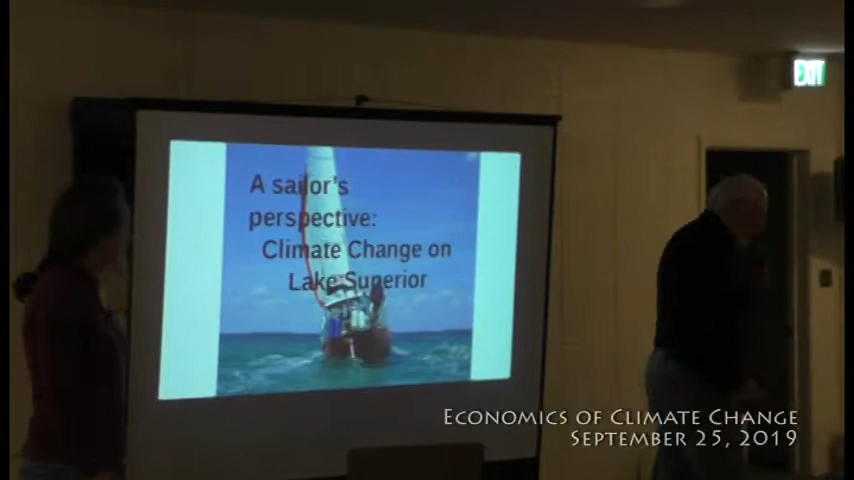 EXIT
A sailor's
perspective:
Climate Change on
Lake Superior
Economics of Climate Change
September 25, 2019